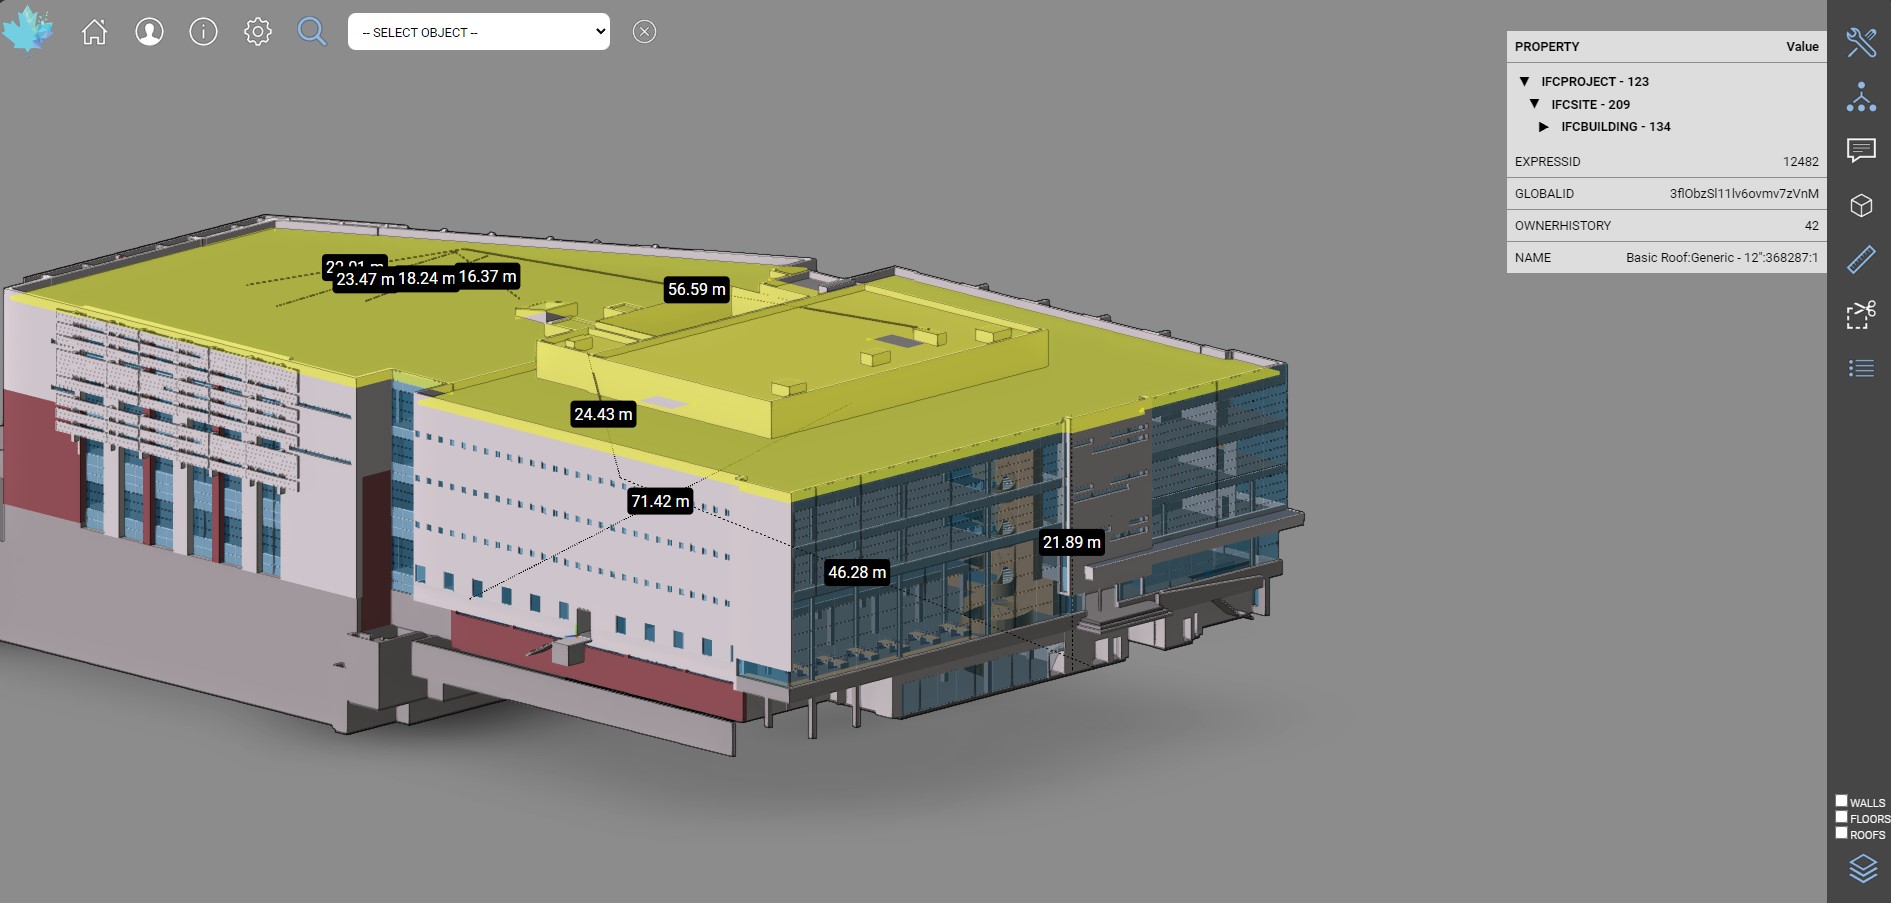 -- SELECT OBJECT --
PROPERTY Value
IFCPROJECT - 123
IFCSITE - 209
IFCBUILDING - 134
EXPRESSID 12482
GLOBALID
OWNERHISTORY 42
NAME Basic Roof:Generic - 12":368287:1
23.47 m
18.24 m
16.37 m
56.59 m
24.43 m
71.42 m
46.28 m
21.89 m
WALLS
FLOORS
ROOFS